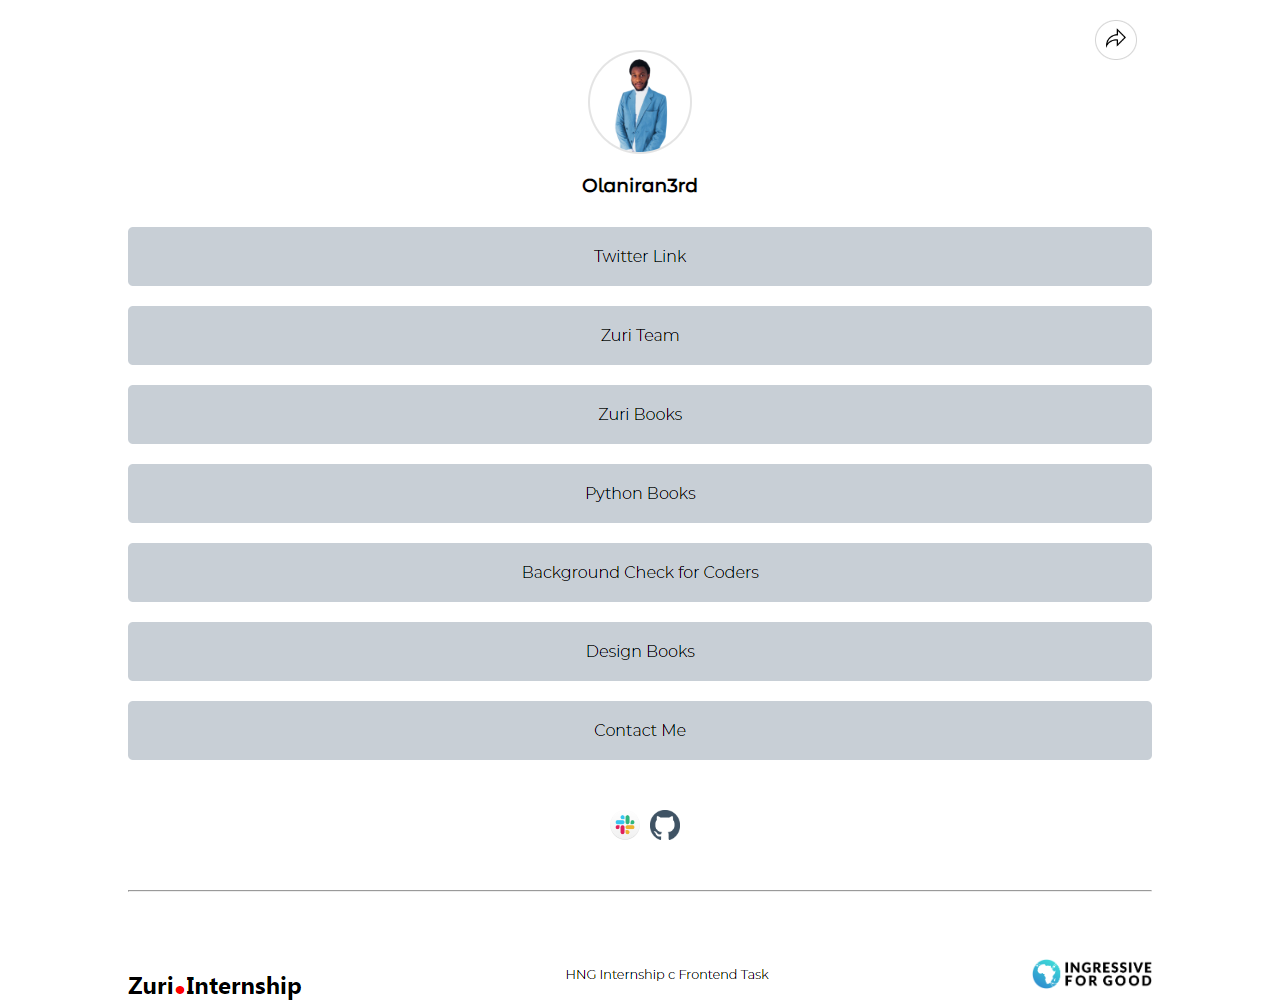 Olaniran3rd
Twitter Link
Zuri Team
Zuri Books
Python Books
Background Check for Coders
Design Books
Contact Me
Zuri.Internship
HNG Internship c Frontend Task
INGRESSIVE
FOR GOOD